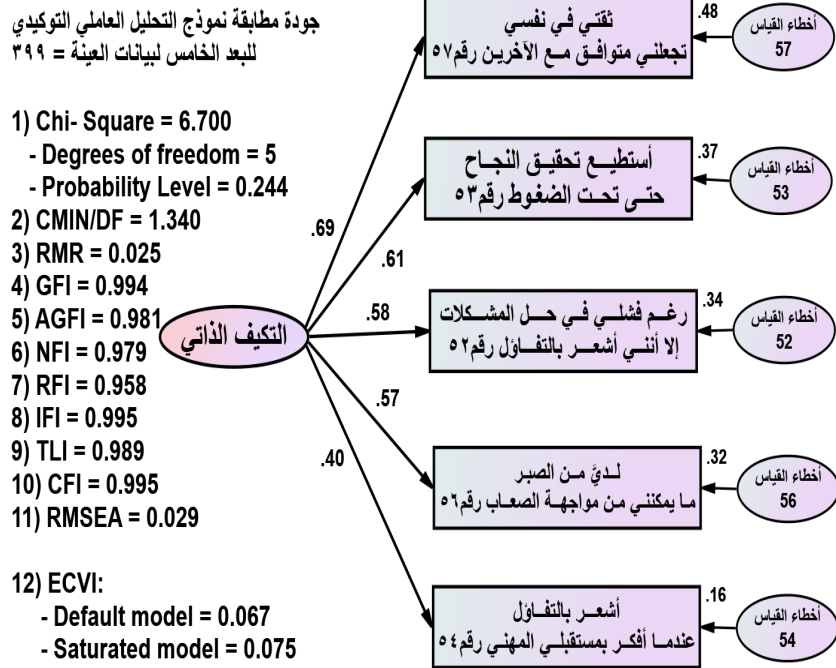 جودة مطابقة نموذج التحليل العاملي التوكيدي
للبعد الخامس لبيانات العينة = ٣٩٩
1) Chi- Square = 6.700
- Degrees of freedom = 5
- Probability Level = 0.244
2) CMIN/DF = 1.340
3) RMR = 0.025
4) GFI = 0.994
5) AGFI = 0.981
6) NFI = 0.979
7) RFI = 0.958
8) IFI = 0.995
9) TLI = 0.989
10) CFI = 0.995
11) RMSEA = 0.029
12) ECVI:
- Default model = 0.067
- Saturated model = 0.075
التكيف الذاتي
.69
.61
.58
.57
.40
ثقتي في نفسي
تجعلني متوافق مع الآخرين رقم٥٧
.48
أخطاء القياس
57
أستطيع تحقيق النجاح
حتى تحت الضغوط رقم٥٣
.37
أخطاء القياس
53
رغم فشلي في حل المشكلات
إلا أنني أشعر بالتفاؤل رقم٥٢
.34
أخطاء القياس
52
لديَّ من الصبر
ما يمكنني من مواجهة الصعاب رقم٥٦
.32
أخطاء القياس
56
أشعر بالتفاؤل
عندما أفكر بمستقبلي المهني رقم٥٤
.16
أخطاء القياس
54